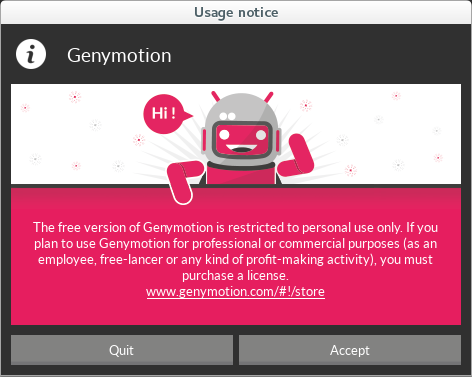 Usage notice
Genymotion
Hi !
The free version of Genymotion is restricted to personal use only. If you
plan to use Genymotion for professional or commercial purposes (as an
employee, free-lancer or any kind of profit-making activity), you must
purchase a license.
www.genymotion.com/#!/store
Quit
Accept